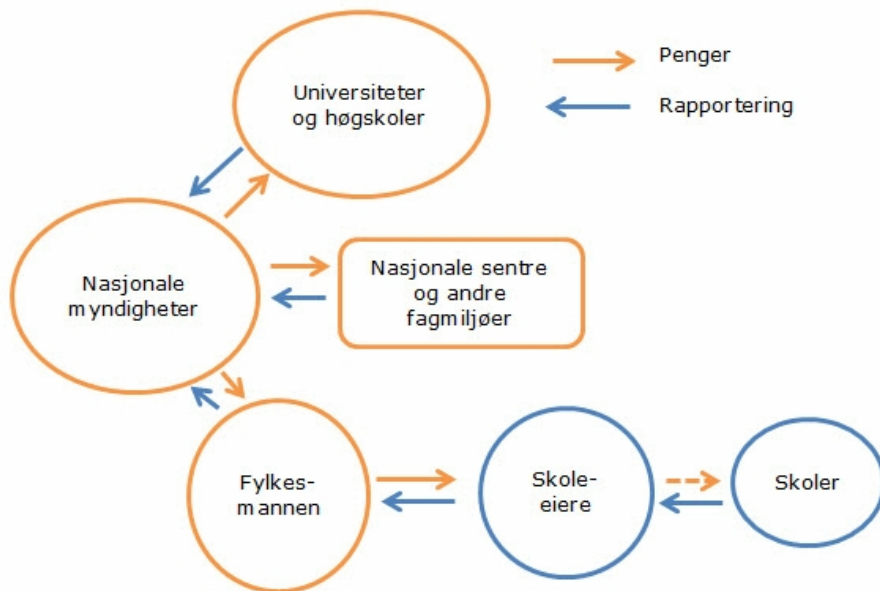 Universiteter
og høgskoler
Penger
Rapportering
Nasjonale
myndigheter
Nasjonale sentre
og andre
fagmiljøer
Fylkes-
mannen
Skole-
eiere
Skoler